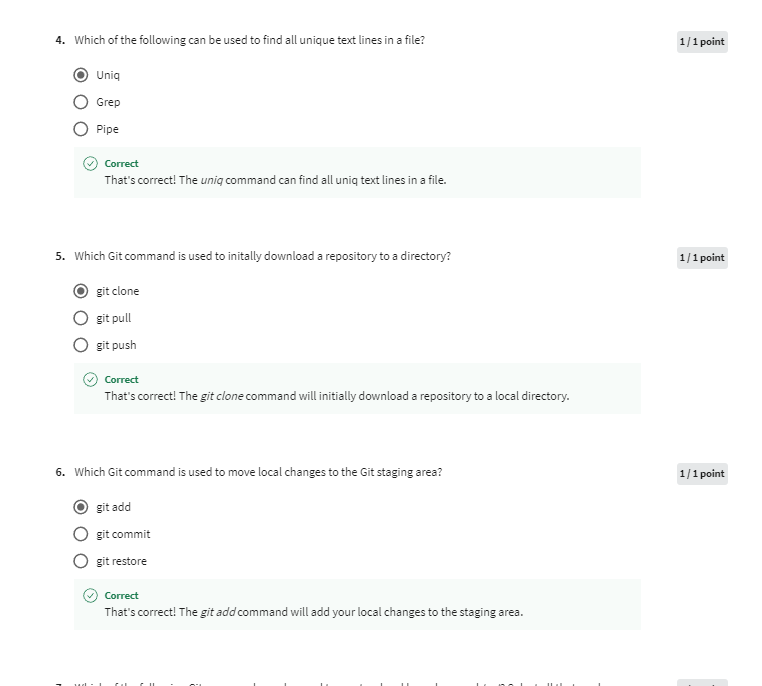 4. Which of the following can be used to find all unique text lines in a file?
1 / 1 point
Uniq
Grep
Pipe
Correct
That's correct! The uniq command can find all uniq text lines in a file.
5. Which Git command is used to initally download a repository to a directory?
1 / 1 point
git clone
git pull
git push
Correct
That's correct! The git clone command will initially download a repository to a local directory.
6. Which Git command is used to move local changes to the Git staging area?
1 / 1 point
git add
git commit
git restore
Correct
That's correct! The git add command will add your local changes to the staging area.